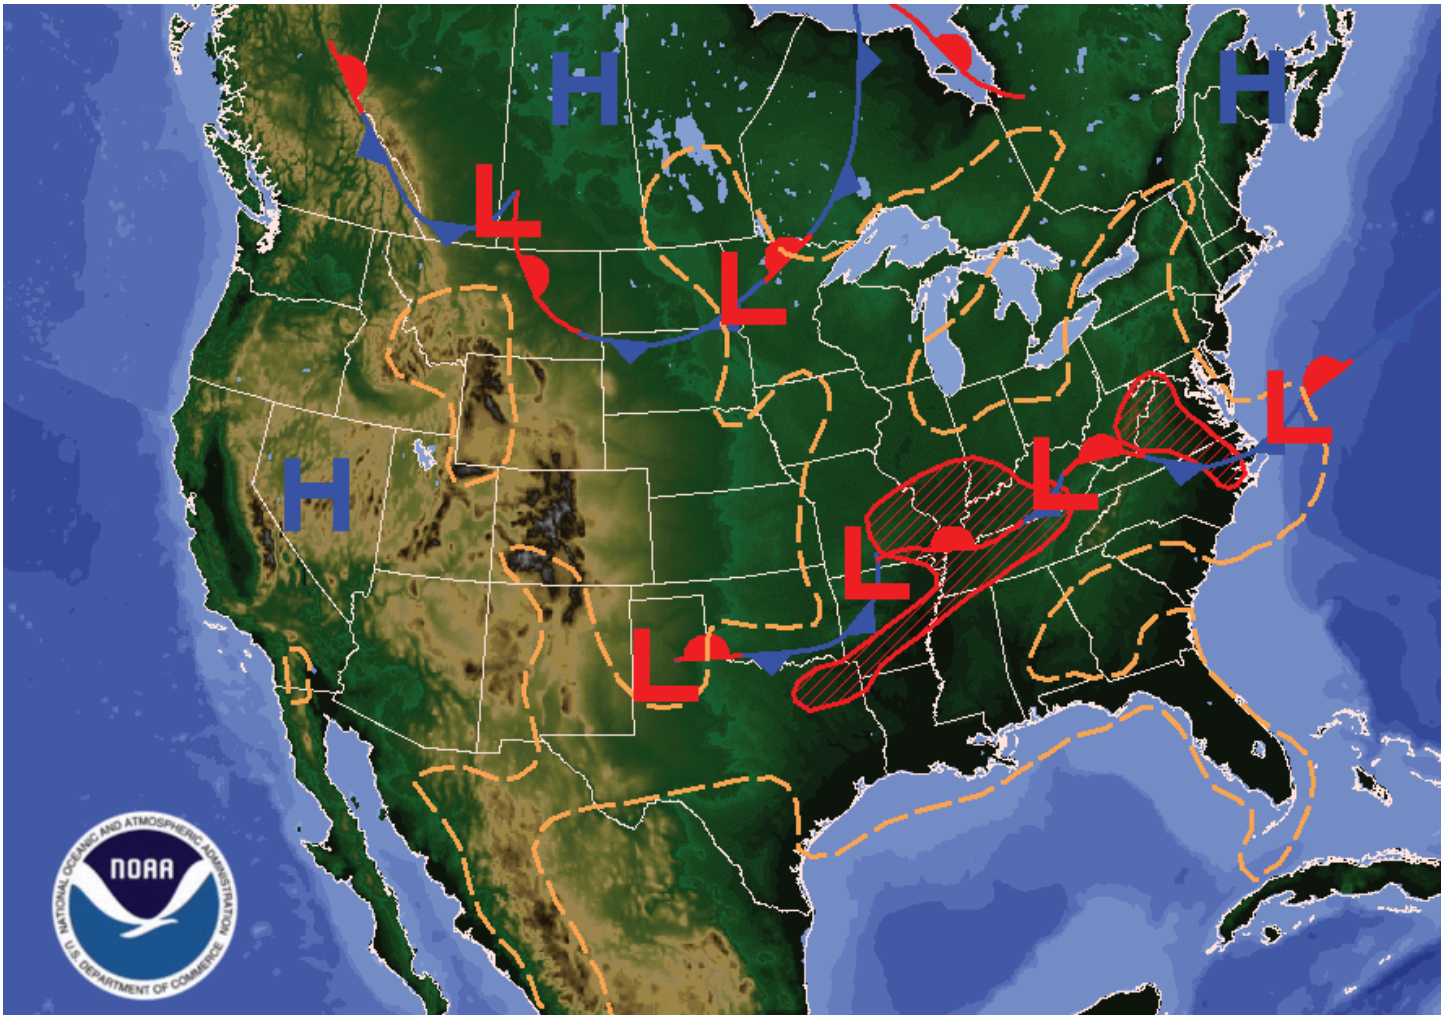 H
H
L
L
L
H
L
L
L
NATIONAL OCEANIC AND ATMOSPHERIC ADMINISTRATION
NOAA
U.S. DEPARTMENT OF COMMERCE